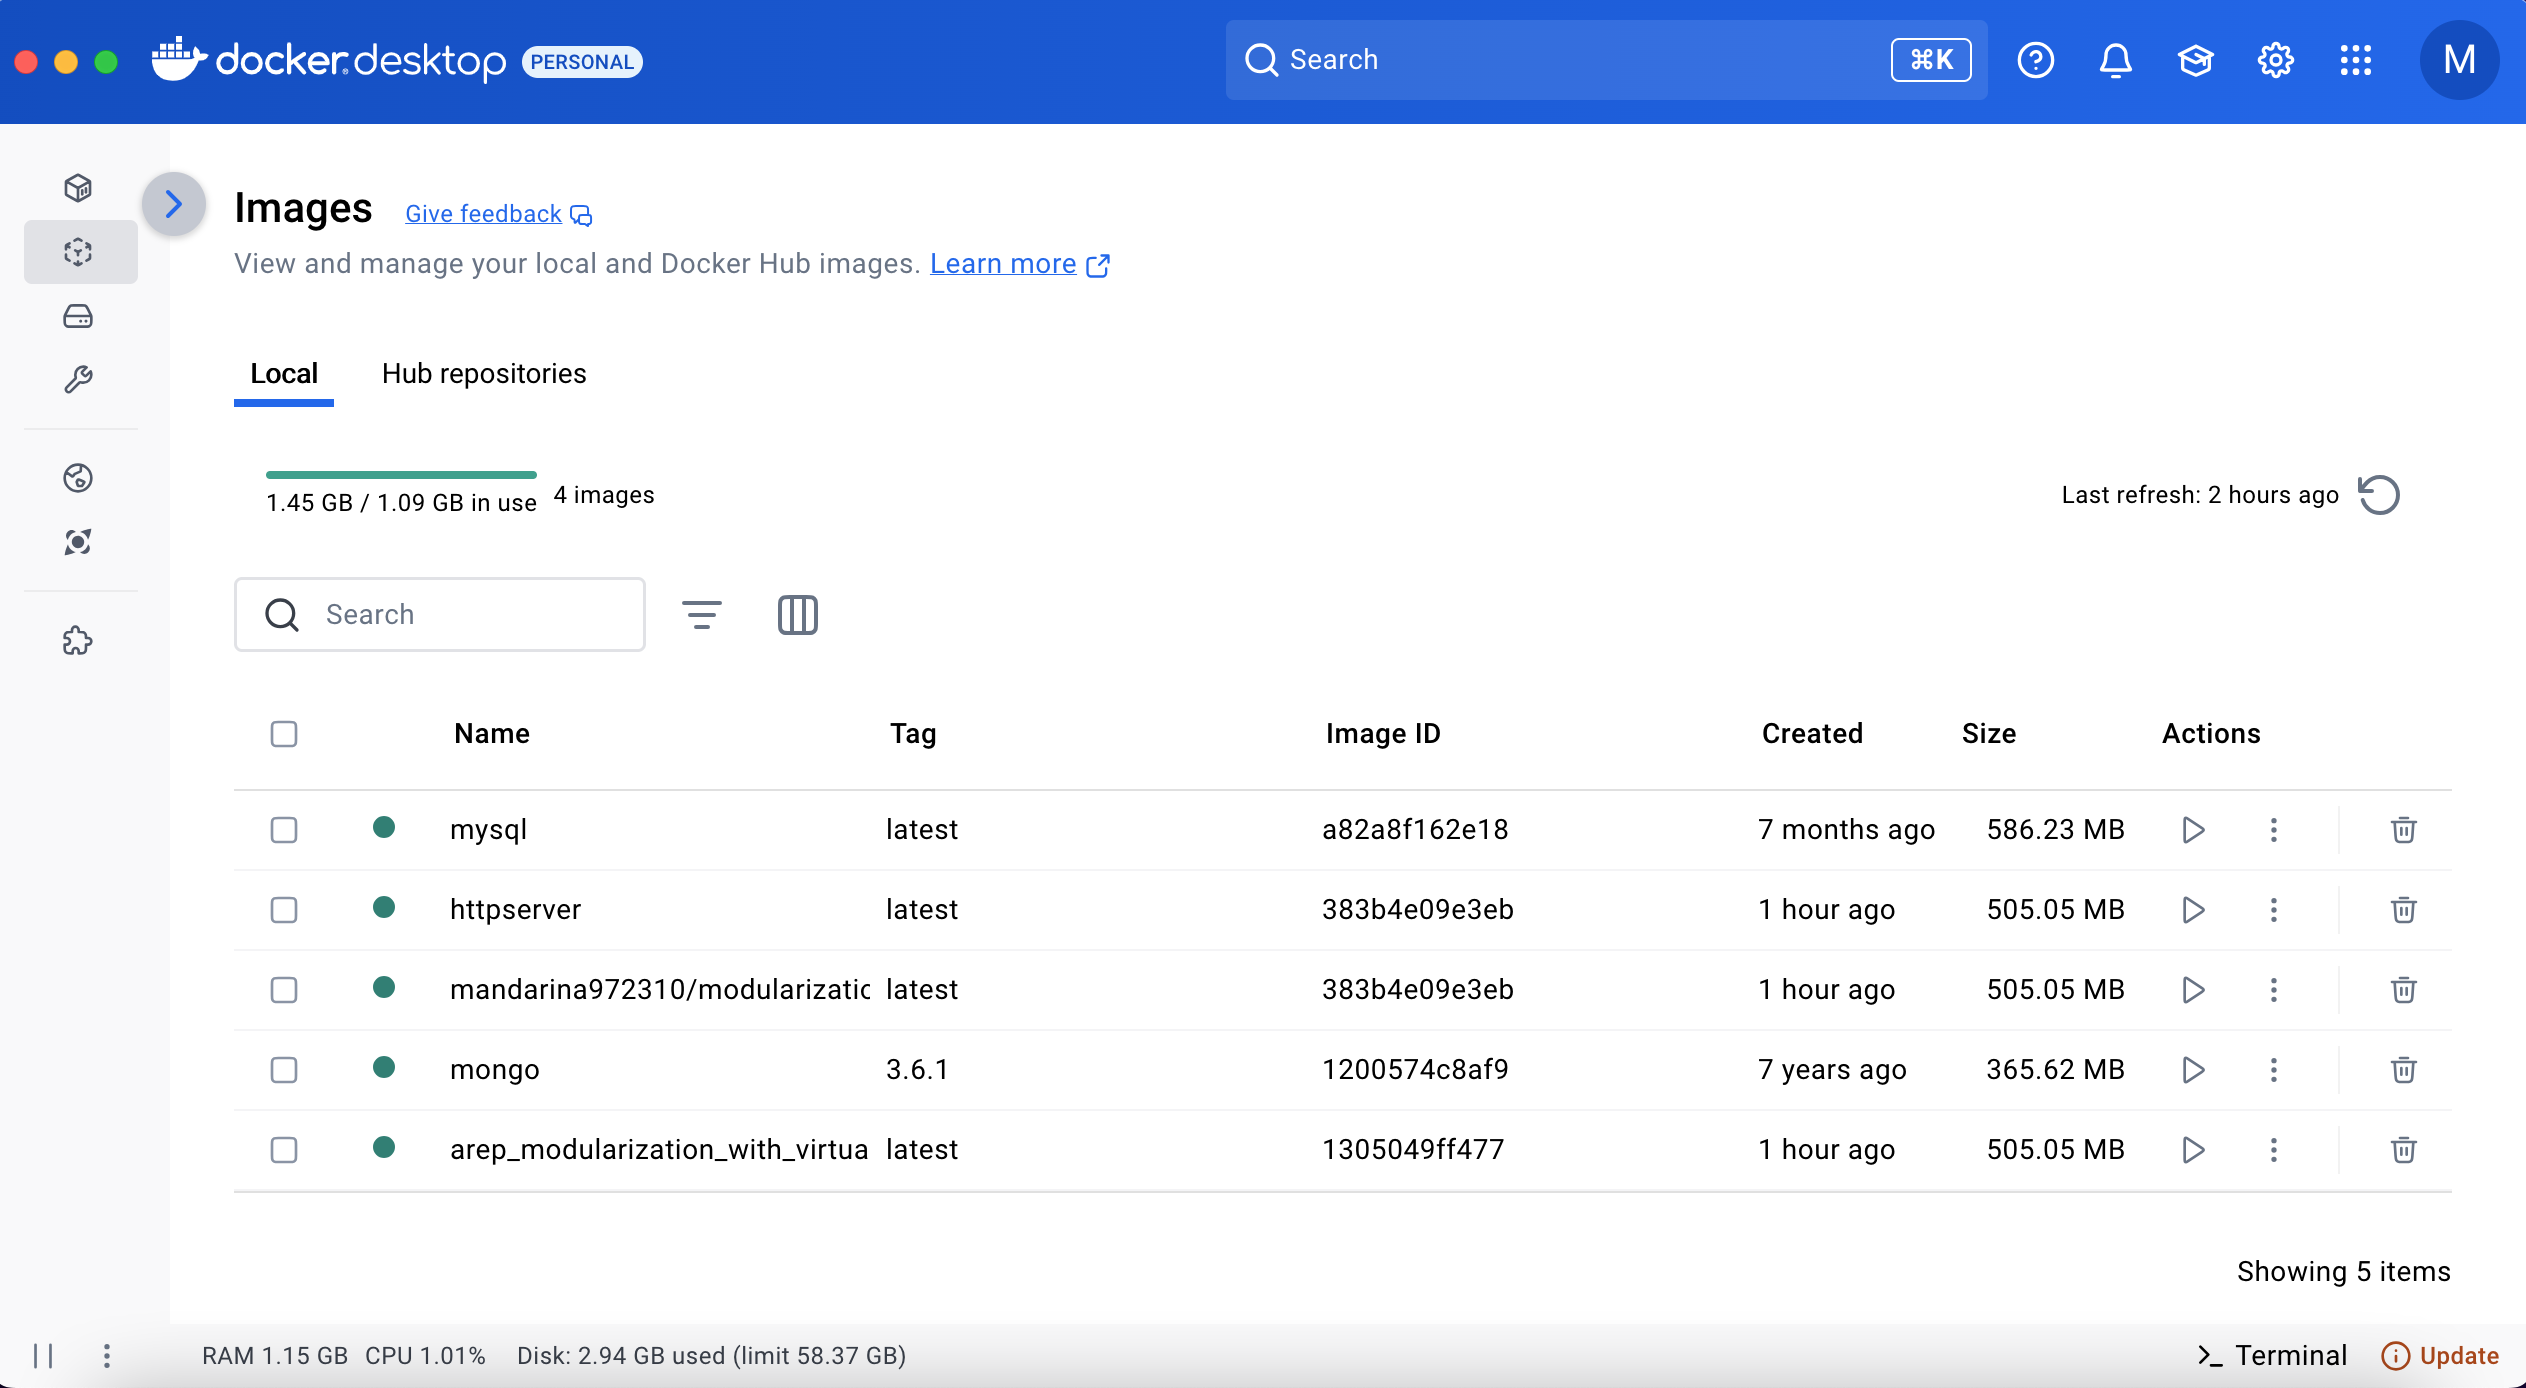 docker desktop PERSONAL
Search
⌘K
M
Images Give feedback
View and manage your local and Docker Hub images. Learn more
Local Hub repositories
1.45 GB / 1.09 GB in use 4 images
Last refresh: 2 hours ago
Search
Name Tag Image ID Created Size Actions
mysql latest a82a8f162e18 7 months ago 586.23 MB
httpserver latest 383b4e09e3eb 1 hour ago 505.05 MB
mandarina972310/modularizatic latest 383b4e09e3eb 1 hour ago 505.05 MB
mongo 3.6.1 1200574c8af9 7 years ago 365.62 MB
arep_modularization_with_virtua latest 1305049ff477 1 hour ago 505.05 MB
Showing 5 items
RAM 1.15 GB CPU 1.01% Disk: 2.94 GB used (limit 58.37 GB)
Terminal
Update